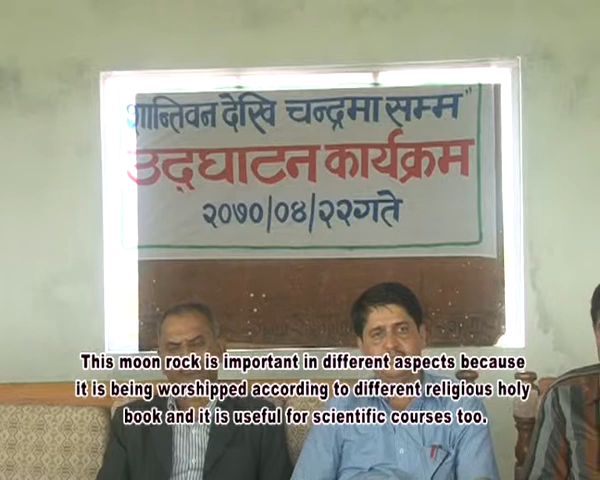 शान्तिवन देखि चन्द्रमा सम्म"
उद्घाटन कार्यक्रम
२०७०/०४/२२गते
This moon rock is important in different aspects because
it is being worshipped according to different religious holy
book and it is useful for scientific courses too.